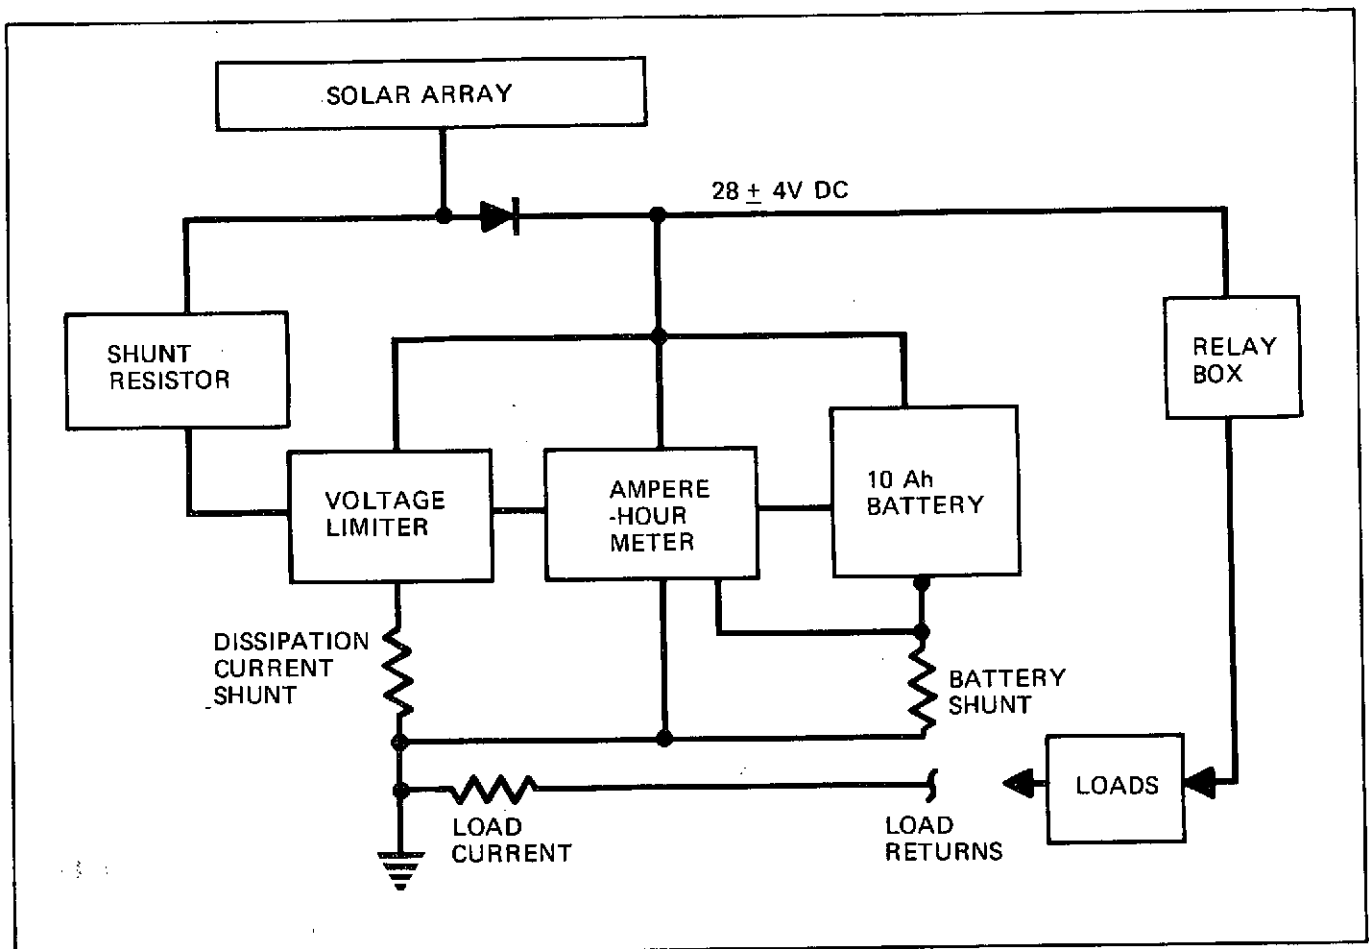 SOLAR ARRAY
28 ± 4V DC
SHUNT
RESISTOR
RELAY
BOX
VOLTAGE
LIMITER
AMPERE
-HOUR
METER
10 Ah
BATTERY
DISSIPATION
CURRENT
SHUNT
BATTERY
SHUNT
LOADS
LOAD
CURRENT
LOAD
RETURNS